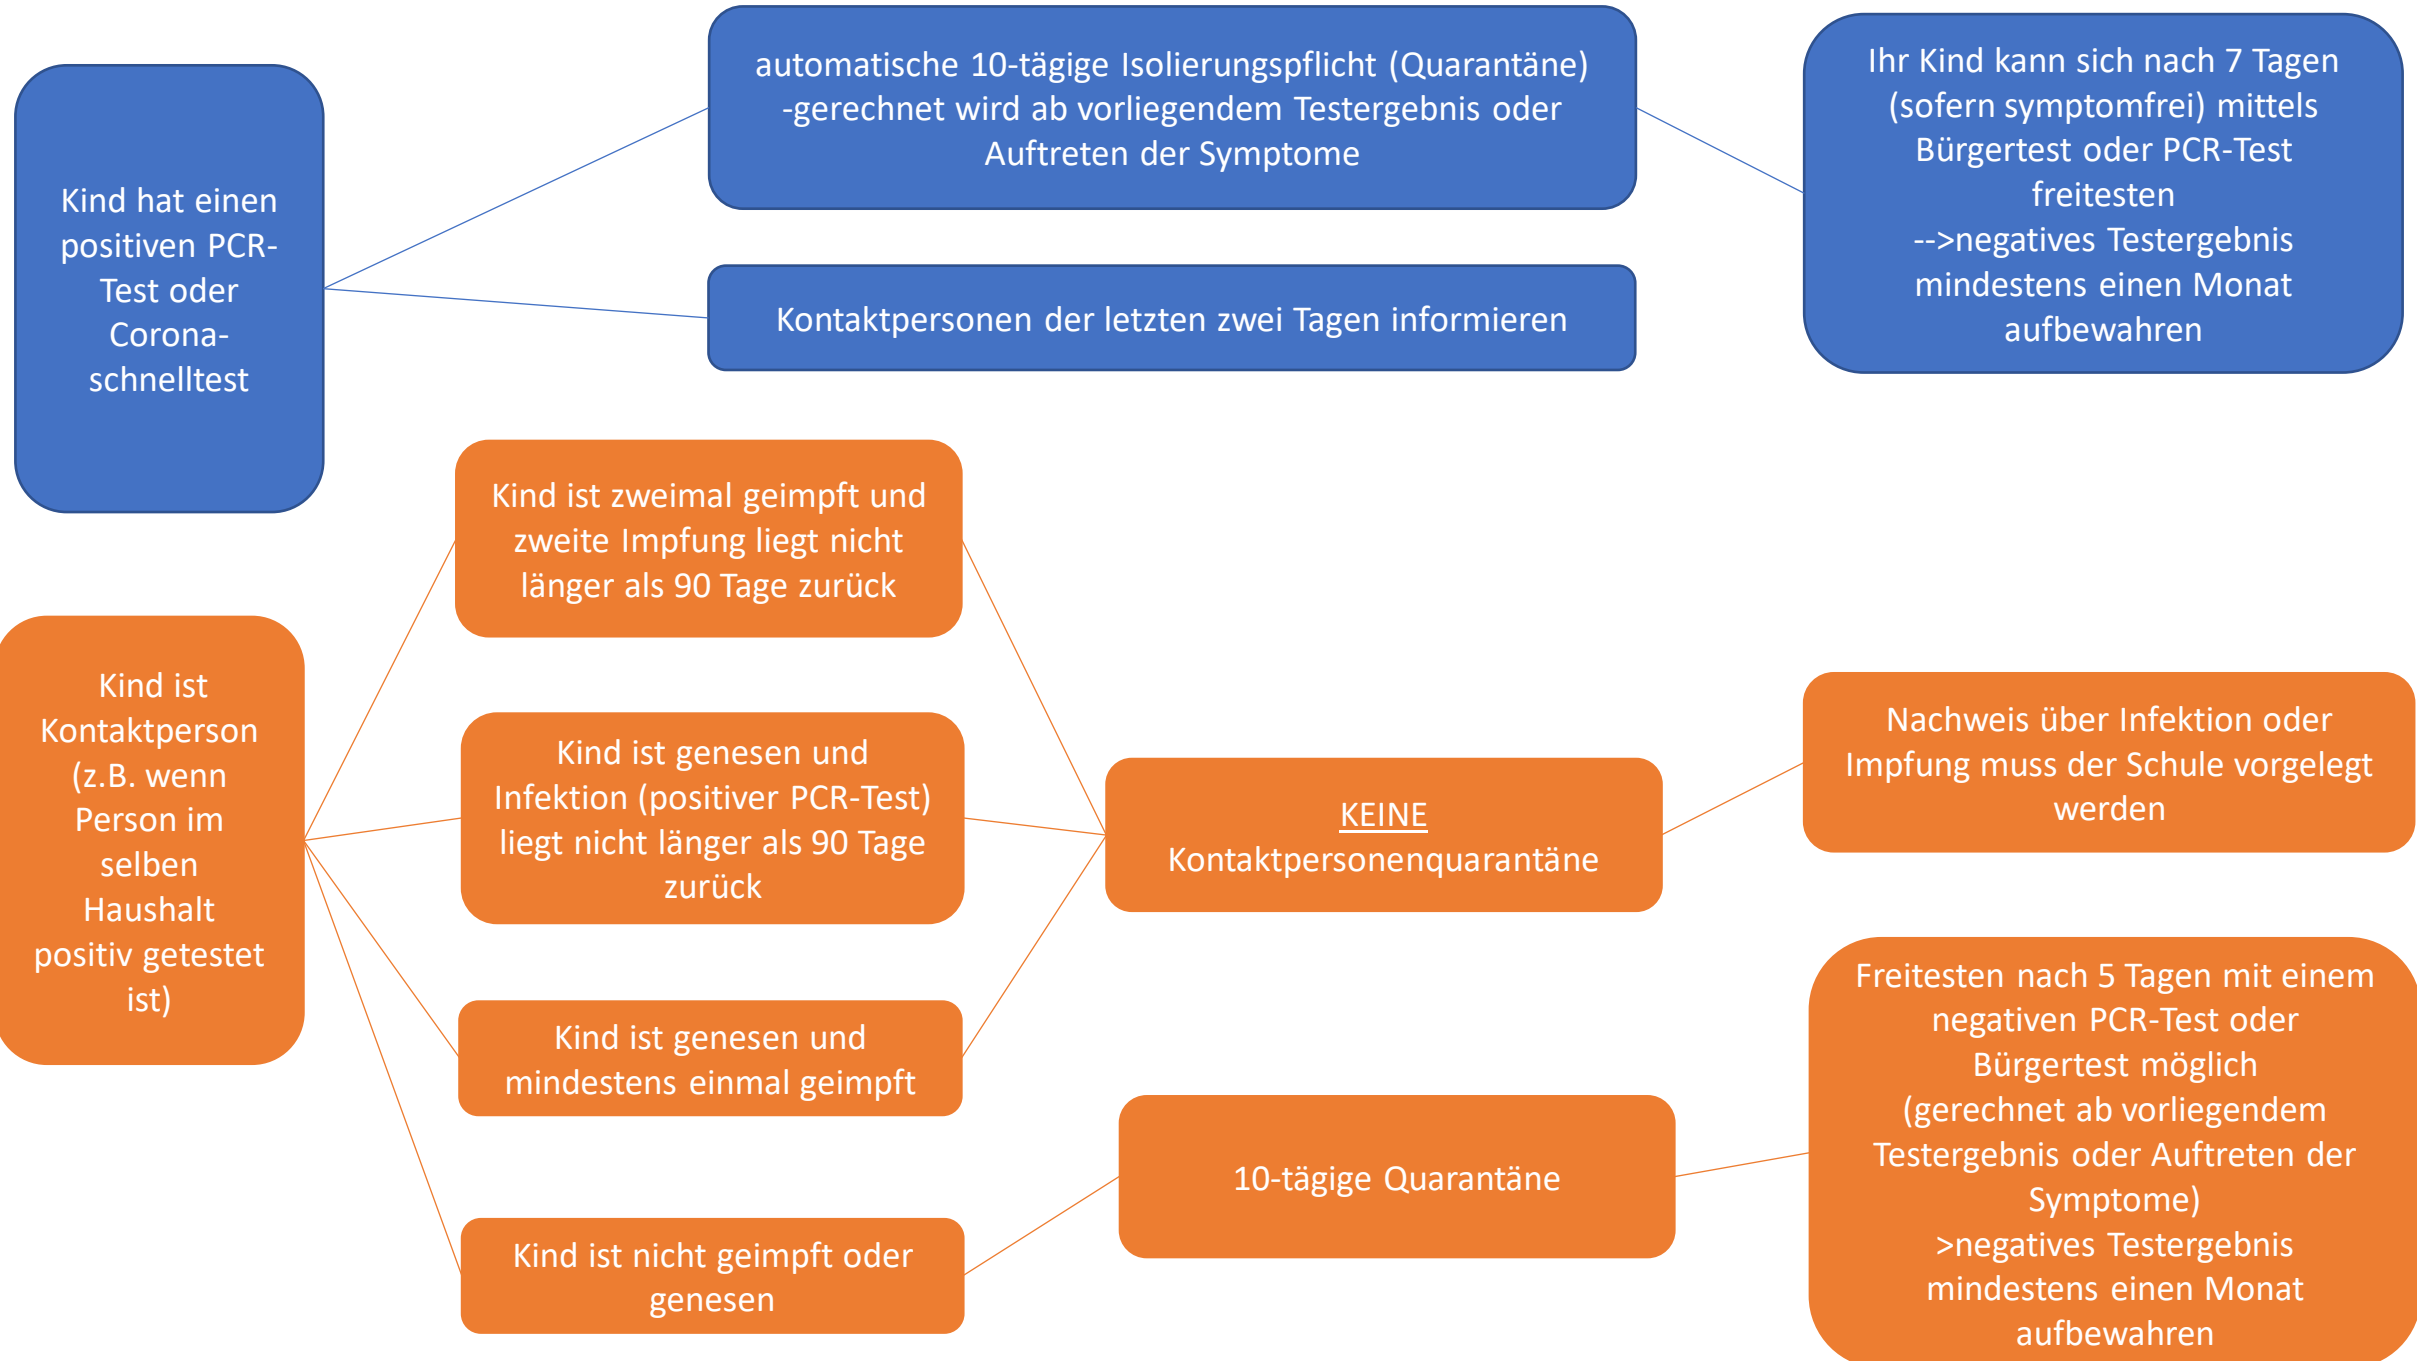 Kind hat einen
positiven PCR-
Test oder
Corona-
schnelltest
automatische 10-tägige Isolierungspflicht (Quarantäne)
-gerechnet wird ab vorliegendem Testergebnis oder
Auftreten der Symptome
Kontaktpersonen der letzten zwei Tagen informieren
Ihr Kind kann sich nach 7 Tagen
(sofern symptomfrei) mittels
Bürgertest oder PCR-Test
freitesten
-->negatives Testergebnis
mindestens einen Monat
aufbewahren
Kind ist
Kontaktperson
(z.B. wenn
Person im
selben
Haushalt
positiv getestet
ist)
Kind ist zweimal geimpft und
zweite Impfung liegt nicht
länger als 90 Tage zurück
Kind ist genesen und
Infektion (positiver PCR-Test)
liegt nicht länger als 90 Tage
zurück
Kind ist genesen und
mindestens einmal geimpft
Kind ist nicht geimpft oder
genesen
KEINE
Kontaktpersonenquarantäne
10-tägige Quarantäne
Nachweis über Infektion oder
Impfung muss der Schule vorgelegt
werden
Freitesten nach 5 Tagen mit einem
negativen PCR-Test oder
Bürgertest möglich
(gerechnet ab vorliegendem
Testergebnis oder Auftreten der
Symptome)
>negatives Testergebnis
mindestens einen Monat
aufbewahren